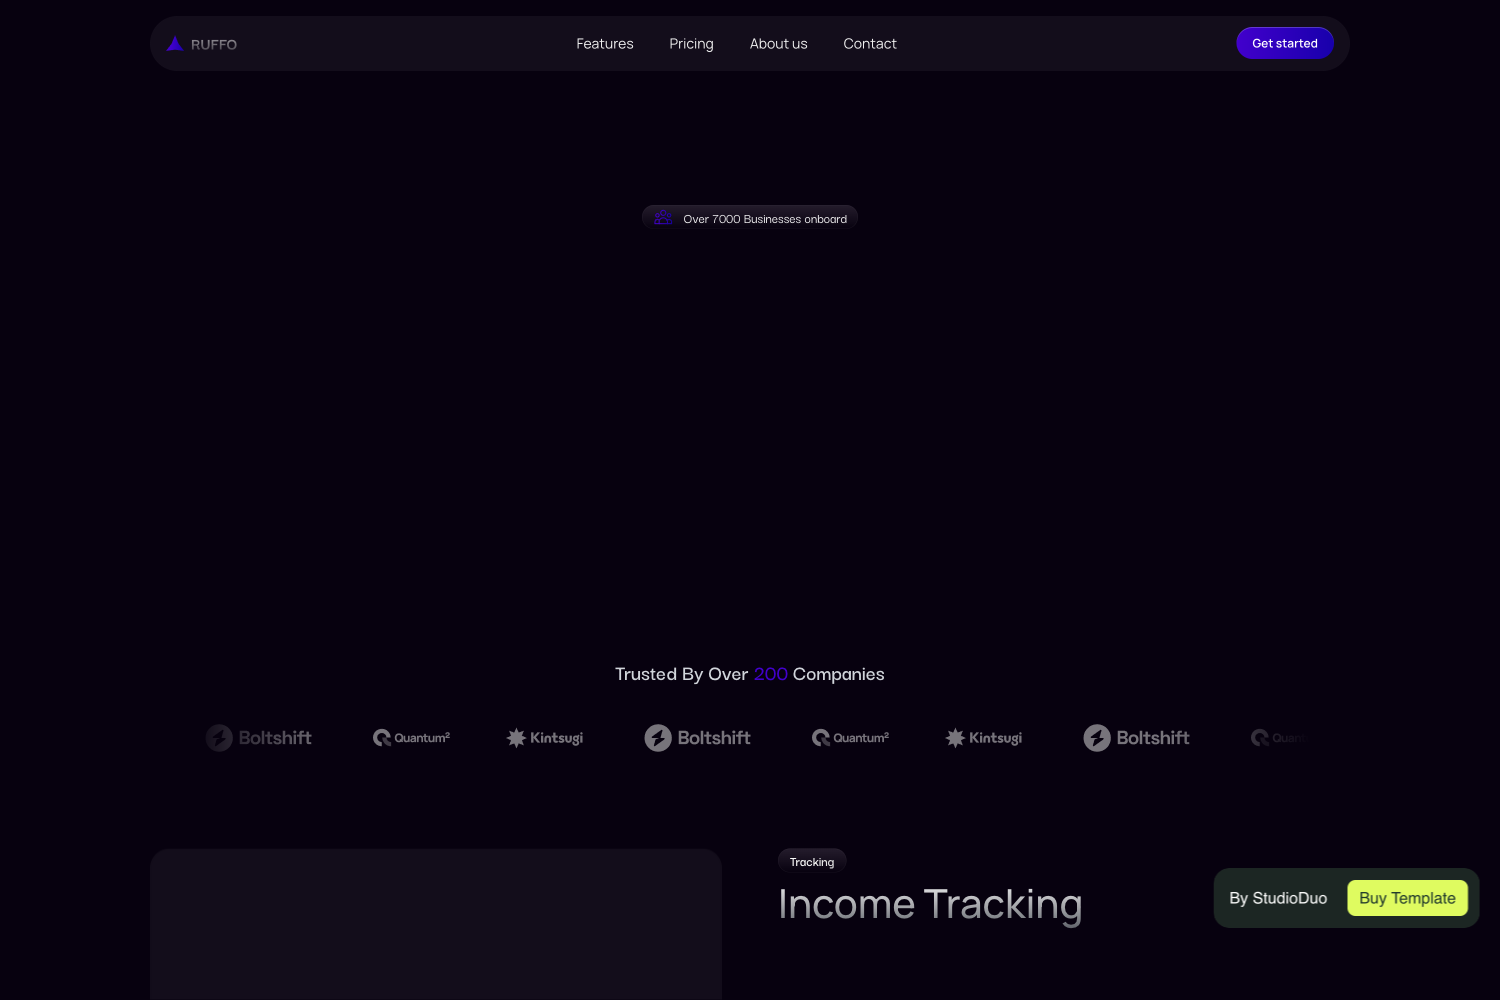 RUFFO
Features
Pricing
About us
Contact
Get started
Over 7000 Businesses onboard
Trusted By Over 200 Companies
Boltshift
Quantum²
Kintsugi
Boltshift
Quantum²
Kintsugi
Boltshift
Tracking
Income Tracking
By StudioDuo
Buy Template